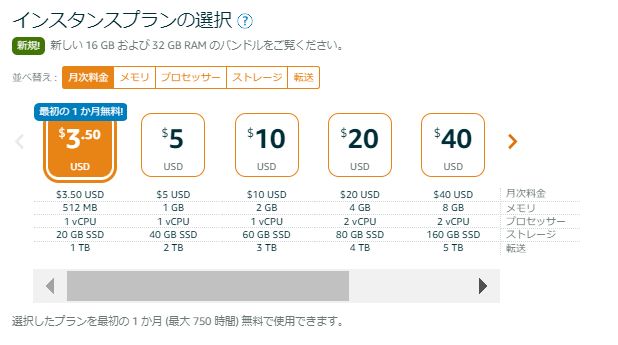 インスタンスプランの選択 ?
新規! 新しい 16 GB および 32 GB RAM のバンドルをご覧ください。
並べ替え : 月次料金 メモリ プロセッサー ストレージ 転送
最初の 1 か月無料!
$3.50 $5 $10 $20 $40
USD USD USD USD USD
$3.50 USD $5 USD $10 USD $20 USD $40 USD 月次料金
512 MB 1 GB 2 GB 4 GB 8 GB メモリ
1 vCPU 1 vCPU 1 vCPU 2 vCPU 2 vCPU プロセッサー
20 GB SSD 40 GB SSD 60 GB SSD 80 GB SSD 160 GB SSD ストレージ
1 TB 2 TB 3 TB 4 TB 5 TB 転送
選択したプランを最初の 1 か月 (最大 750 時間) 無料で使用できます。